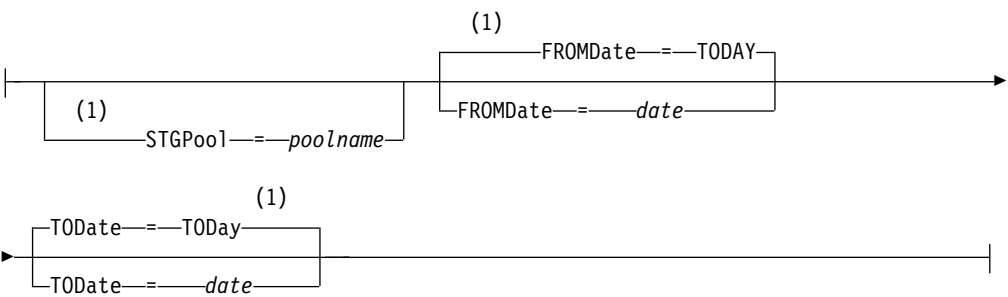 (1)
FROMDate = TODAY
(1)
FROMDate = date
STGPool = poolname
(1)
TODate = TODay
TODate = date